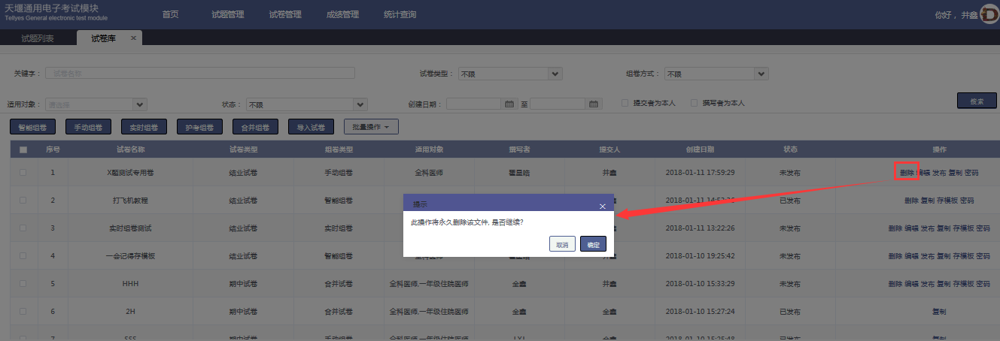 天堰通用电子考试模块
Tellyes General electronic test module
首页 试题管理 试卷管理 成绩管理 统计查询
你好，井鑫
试题列表 试卷库 ×
关键字： 试卷名称 试卷类型： 不限 组卷方式： 不限
适用对象： 请选择 状态： 不限 创建日期： 至 提交者为本人 撰写者为本人 搜索
智能组卷 手动组卷 实时组卷 护考组卷 合并组卷 导入试卷 批量操作
序号 试卷名称 试卷类型 组卷类型 适用对象 撰写者 提交人 创建日期 状态 操作
1 X题测试专用卷 结业试卷 手动组卷 全科医师 翟星皓 井鑫 2018-01-11 17:59:29 未发布 删除 编辑 发布 复制 密码
2 打飞机教程 结业试卷 智能组卷 2018-01-11 14:53:26 已发布 删除 复制 存模板 密码
提示 ×
此操作将永久删除该文件, 是否继续?
取消 确定
3 实时组卷测试 结业试卷 实时组卷 2018-01-11 13:22:26 未发布 删除 编辑 发布 复制 存模板 密码
4 一会记得存模板 结业试卷 智能组卷 全科医师 翟星皓 井鑫 2018-01-10 19:25:42 未发布 删除 编辑 发布 复制 存模板 密码
5 HHH 期中试卷 合并试卷 全科医师,一年级住院医师 全鑫 井鑫 2018-01-10 15:33:29 未发布 删除 编辑 发布 复制 存模板 密码
6 2H 期中试卷 合并试卷 全科医师,一年级住院医师 全鑫 全鑫 2018-01-10 15:27:24 已发布 复制
7 SSS 期中试卷 手动组卷 全科医师,一年级住院医师 LYL 全鑫 2018-01-10 15:25:48 已发布 复制